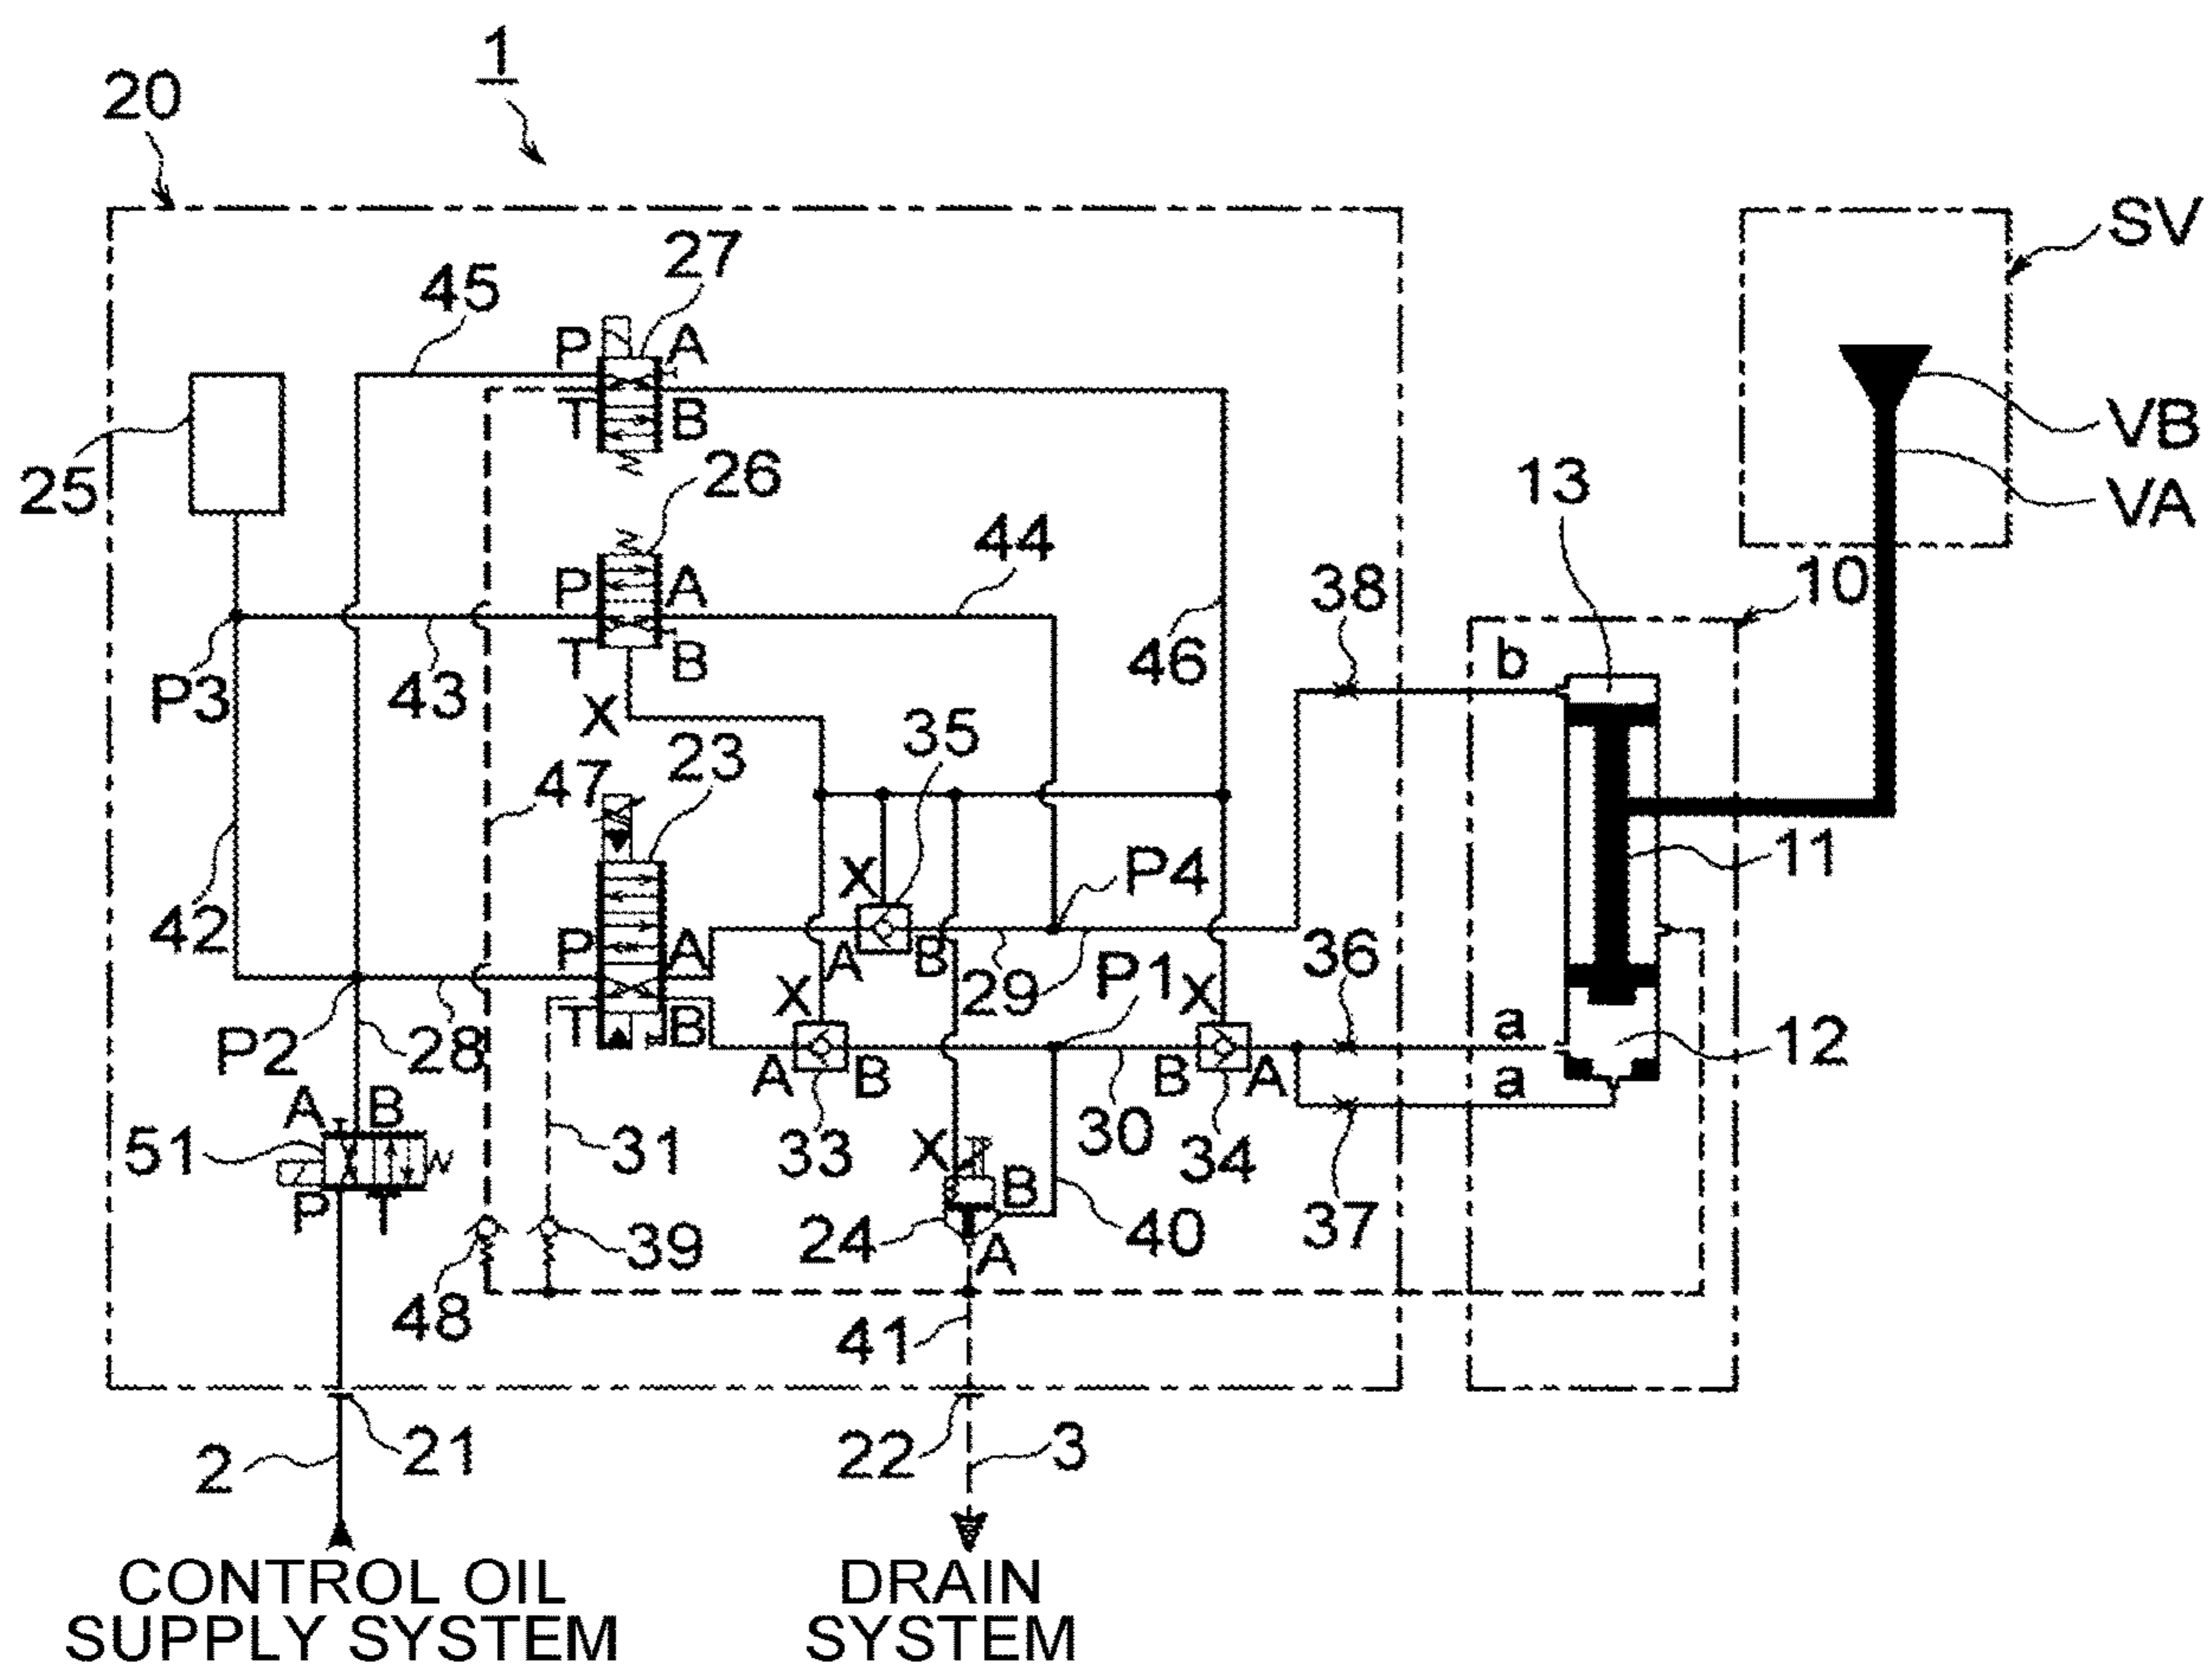 1
20
SV
27
45
P A
T B
VB
25
26
13
VA
44
10
38
P A
T B
b
P3
43
46
X
35
23
47
11
X
P4
42
P A
A B
29
36
P1
X
X
a
12
T B
P2
28
A B
B A
a
A B
51
31
33
X
30
34
P T
B
37
24
40
39
A
48
41
21
22
2
3
CONTROL OIL
SUPPLY SYSTEM
DRAIN
SYSTEM